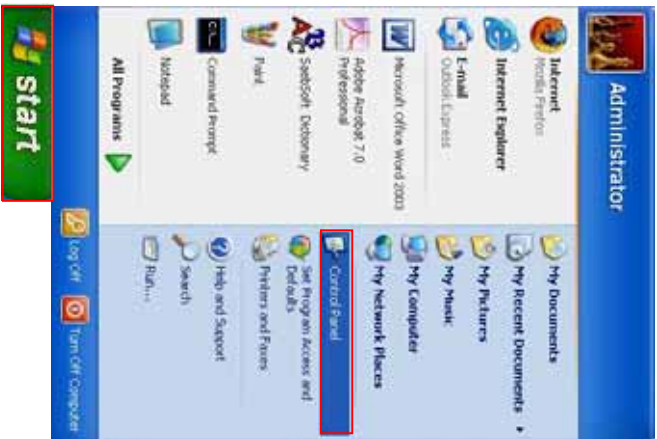 Administrator
Internet
Mozilla Firefox
Internet Explorer
E-mail
Outlook Express
Microsoft Office Word 2003
Adobe Acrobat 7.0
Professional
SaebSoft Dictionary
Paint
Command Prompt
Notepad
All Programs
My Documents
My Recent Documents
My Pictures
My Music
My Computer
My Network Places
Control Panel
Set Program Access and
Defaults
Printers and Faxes
Help and Support
Search
Run...
Log Off
Turn Off Computer
start